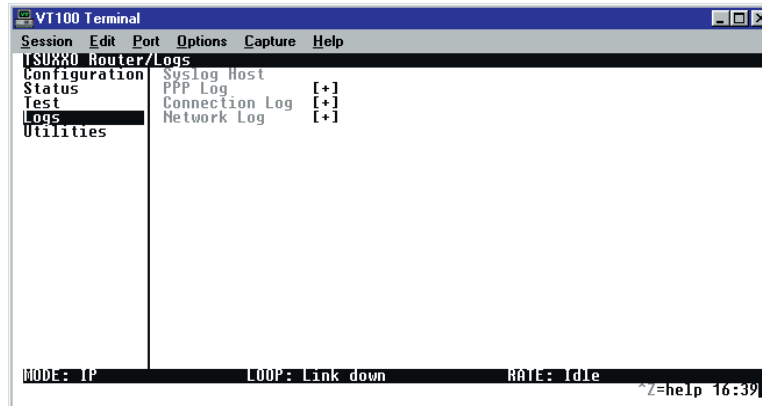 VT100 Terminal
Session Edit Port Options Capture Help
TSUXXO Router/Logs
Configuration Syslog Host
Status PPP Log [+]
Test Connection Log [+]
Logs Network Log [+]
Utilities
MODE: IP LOOP: Link down RATE: Idle
^Z=help 16:39